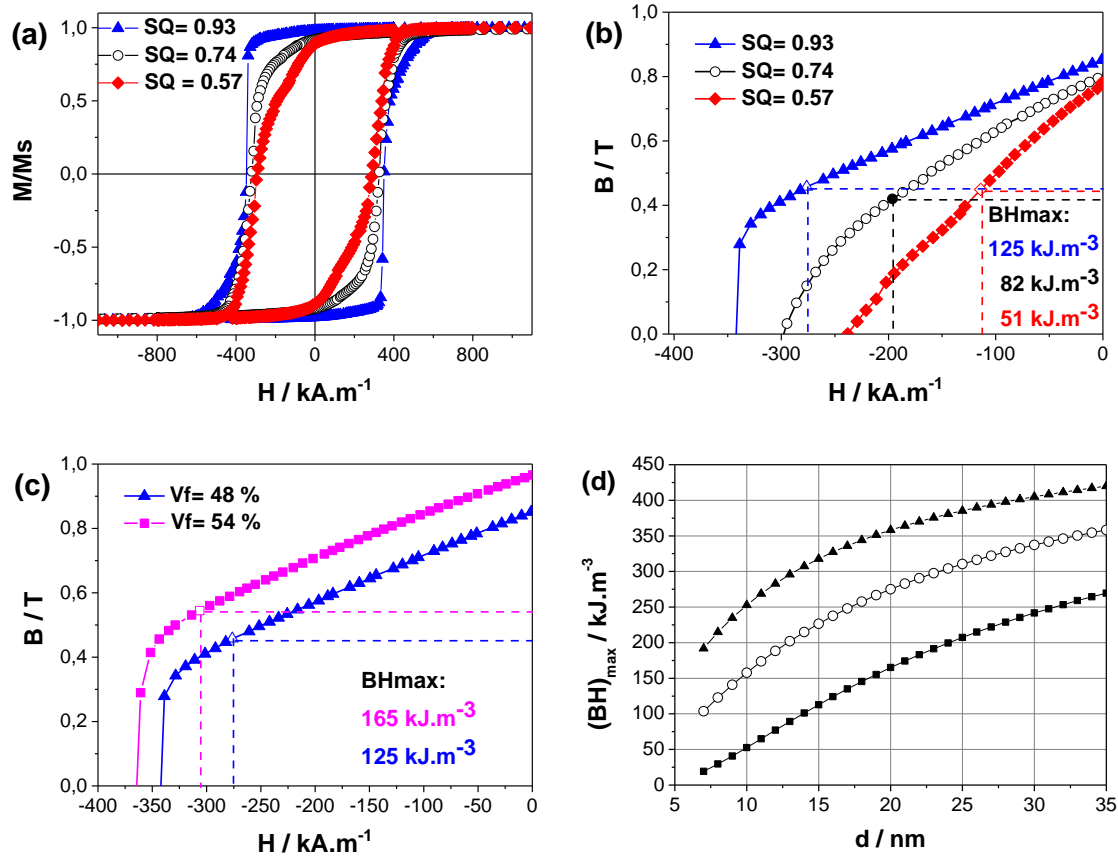 (a)
SQ= 0.93
SQ= 0.74
SQ = 0.57
M/Ms
1,0
0,5
0,0
-0,5
-1,0
-800 -400 0 400 800
H / kA.m-1
(b)
SQ= 0.93
SQ= 0.74
SQ= 0.57
B / T
1,0
0,8
0,6
0,4
0,2
0,0
BHmax:
125 kJ.m-3
82 kJ.m-3
51 kJ.m-3
-400 -300 -200 -100 0
H / kA.m-1
(c)
Vf= 48 %
Vf= 54 %
B / T
1,0
0,8
0,6
0,4
0,2
0,0
BHmax:
165 kJ.m-3
125 kJ.m-3
-400 -350 -300 -250 -200 -150 -100 -50 0
H / kA.m-1
(d)
(BH)max / kJ.m-3
450
400
350
300
250
200
150
100
50
0
5 10 15 20 25 30 35
d / nm